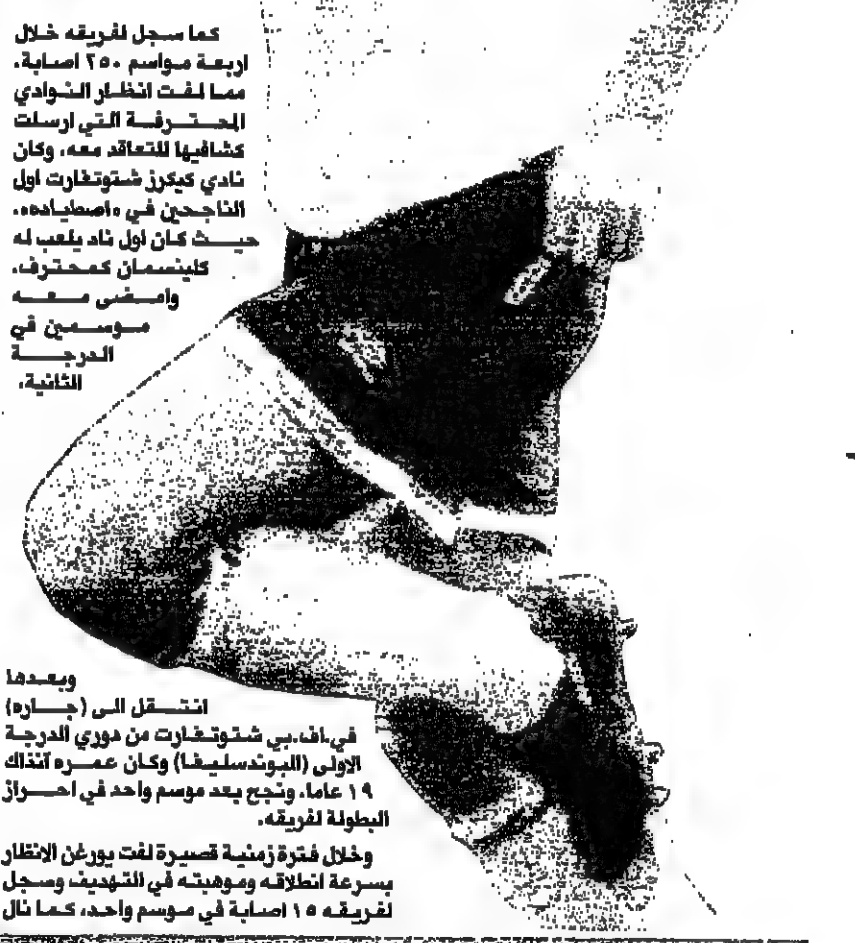 كما سجل لفريقه خلال
اربعة مواسم ٢٥٠ اصابة،
مما لفت انظار النوادي
المحترفة التي ارسلت
كشافيها للتعاقد معه، وكان
نادي كيكرز شتوتغارت اول
الناجحين في «اصطياده»،
حيث كان اول ناد يلعب له
كلينسمان كمحترف،
وامضى معه
موسمين في
الدرجة
الثانية،
وبعدها
انتقل الى (جاره)
في.اف.بي شتوتغارت من دوري الدرجة
الاولى (البوندسليغا) وكان عمره آنذاك
١٩ عاما، ونجح بعد موسم واحد في احراز
البطولة لفريقه.
وخلال فترة زمنية قصيرة لفت يورغن الانظار
بسرعة انطلاقه وموهبته في التهديف وسجل
لفريقه ١٥ اصابة في موسم واحد، كما نال